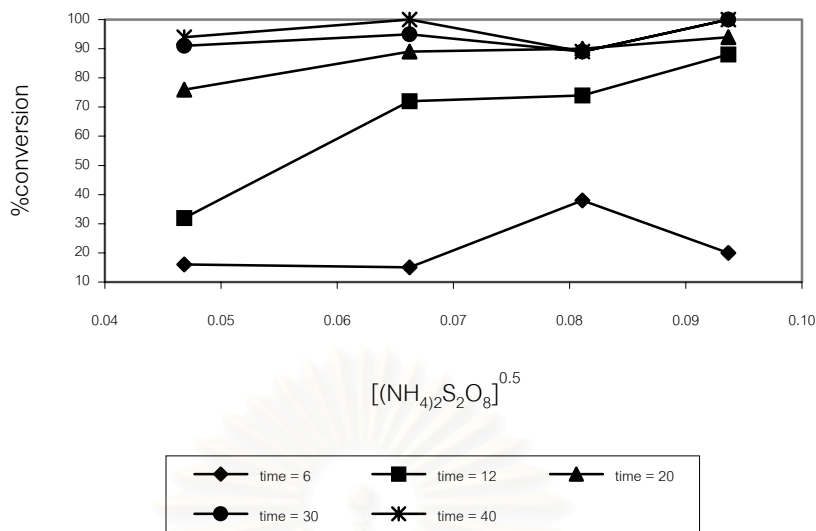 100
90
80
70
60
50
40
30
20
10
%conversion
0.04 0.05 0.06 0.07 0.08 0.09 0.10
[(NH4)2S2O8]0.5
time = 6 time = 12 time = 20
time = 30 time = 40